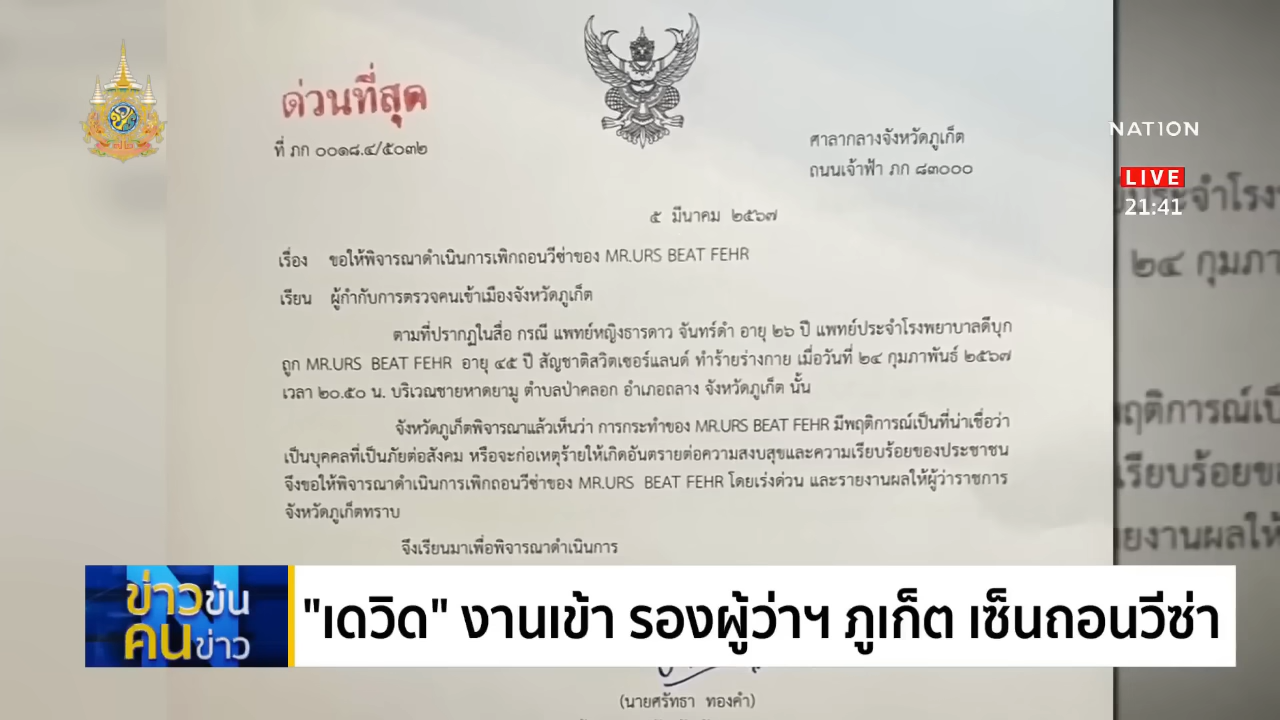 ด่วนที่สุด
ที่ ภก ๐๐๑๘.๔/๕๐๓๒
ศาลากลางจังหวัดภูเก็ต
ถนนเจ้าฟ้า ภก ๘๓๐๐๐
NATION
LIVE
21:41
๕ มีนาคม ๒๕๖๗
เรื่อง ขอให้พิจารณาดำเนินการเพิกถอนวีซ่าของ MR.URS BEAT FEHR
เรียน ผู้กำกับการตรวจคนเข้าเมืองจังหวัดภูเก็ต
ตามที่ปรากฏในสื่อ กรณี แพทย์หญิงธารดาว จันทร์ดำ อายุ ๒๖ ปี แพทย์ประจำโรงพยาบาลดีบุก
ถูก MR.URS BEAT FEHR อายุ ๔๕ ปี สัญชาติสวิตเซอร์แลนด์ ทำร้ายร่างกาย เมื่อวันที่ ๒๔ กุมภาพันธ์ ๒๕๖๗
เวลา ๒๐.๕๐ น. บริเวณชายหาดยามู ตำบลป่าคลอก อำเภอถลาง จังหวัดภูเก็ต นั้น
จังหวัดภูเก็ตพิจารณาแล้วเห็นว่า การกระทำของ MR.URS BEAT FEHR มีพฤติการณ์เป็นที่น่าเชื่อว่า
เป็นบุคคลที่เป็นภัยต่อสังคม หรือจะก่อเหตุร้ายให้เกิดอันตรายต่อความสงบสุขและความเรียบร้อยของประชาชน
จึงขอให้พิจารณาดำเนินการเพิกถอนวีซ่าของ MR.URS BEAT FEHR โดยเร่งด่วน และรายงานผลให้ผู้ว่าราชการ
จังหวัดภูเก็ตทราบ
จึงเรียนมาเพื่อพิจารณาดำเนินการ
ข่าวข้น
คนข่าว
"เดวิด" งานเข้า รองผู้ว่าฯ ภูเก็ต เซ็นถอนวีซ่า
(นายศรัทธา ทองคำ)